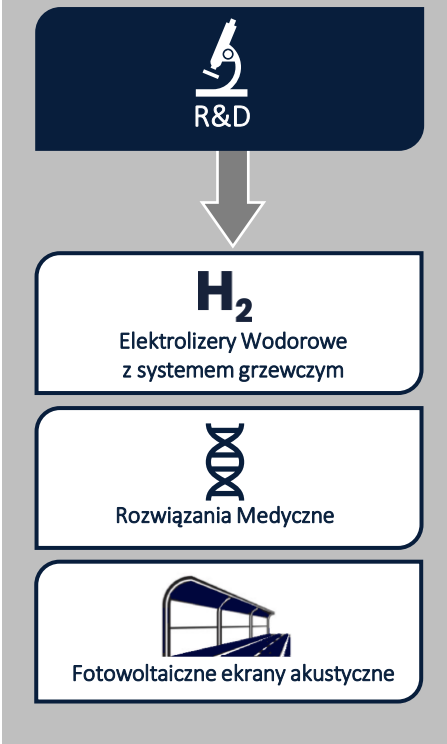 R&D
H₂
Elektrolizery Wodorowe
z systemem grzewczym
Rozwiązania Medyczne
Fotowoltaiczne ekrany akustyczne